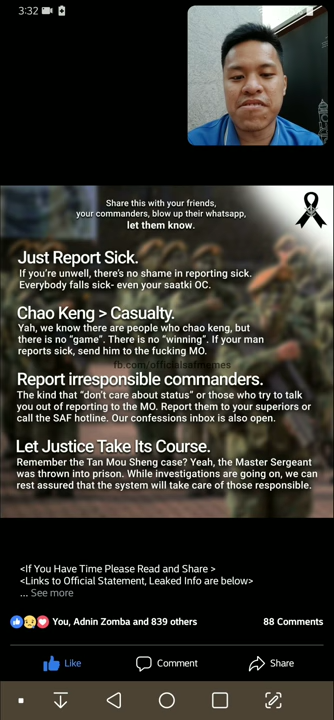 3:32
Share this with your friends,
your commanders, blow up their whatsapp,
let them know.
Just Report Sick.
If you're unwell, there's no shame in reporting sick.
Everybody falls sick- even your saatki OC.
Chao Keng > Casualty.
Yah, we know there are people who chao keng, but
there is no "game". There is no "winning". If your man
reports sick, send him to the fucking MO.
fb.com/officialsafmemes
Report irresponsible commanders.
The kind that "don't care about status" or those who try to talk
you out of reporting to the MO. Report them to your superiors or
call the SAF hotline. Our confessions inbox is also open.
Let Justice Take Its Course.
Remember the Tan Mou Sheng case? Yeah, the Master Sergeant
was thrown into prison. While investigations are going on, we can
rest assured that the system will take care of those responsible.
<If You Have Time Please Read and Share >
<Links to Official Statement, Leaked Info are below>
... See more
You, Adnin Zomba and 839 others 88 Comments
Like Comment Share